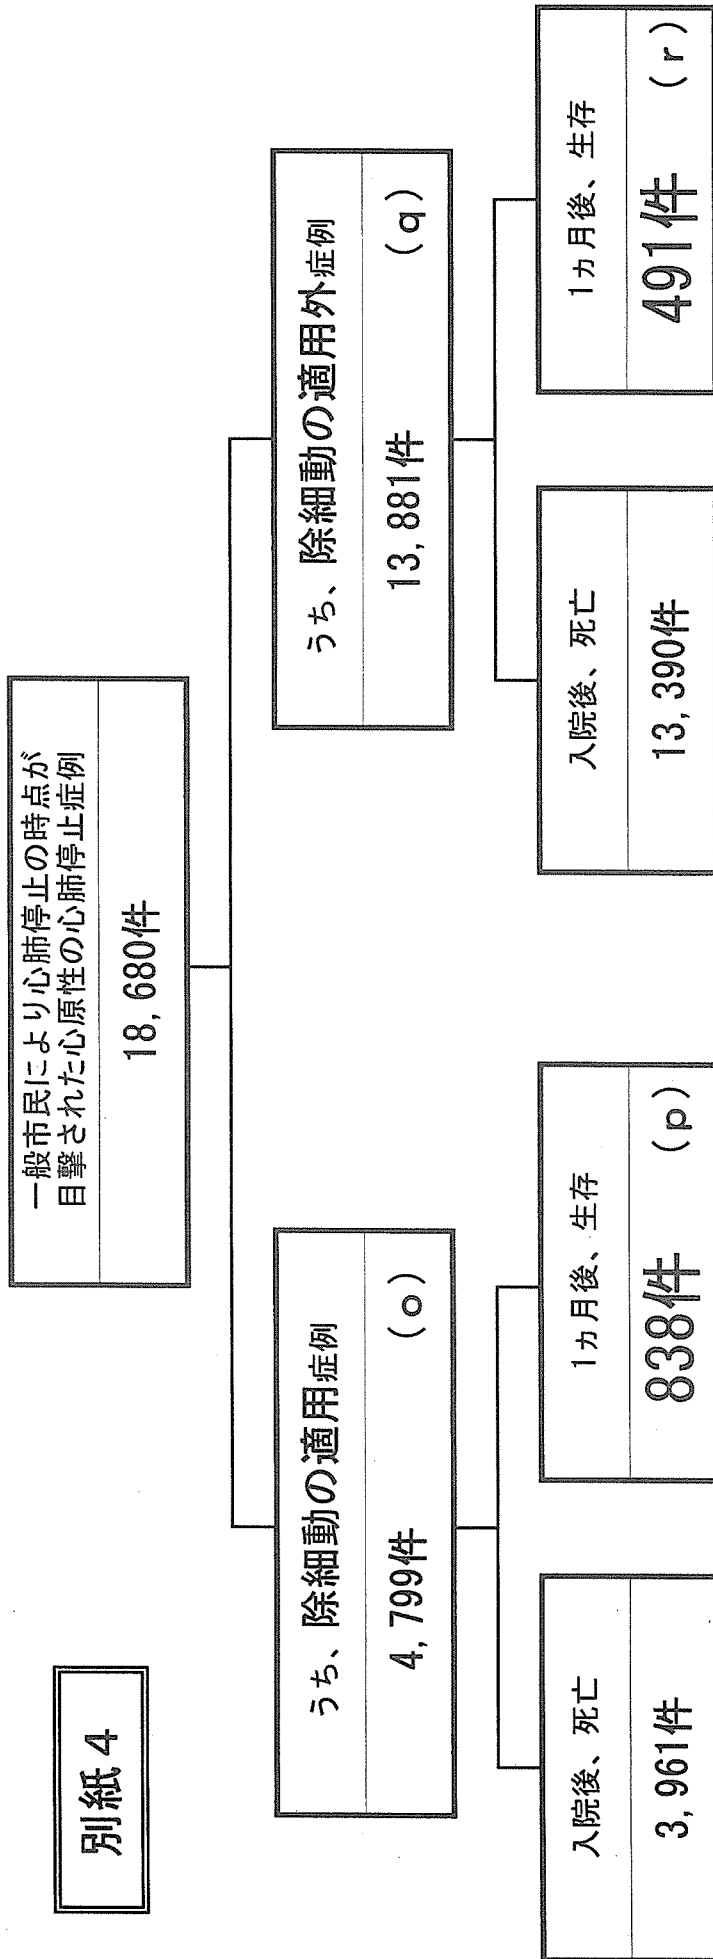 別紙４
一般市民により心肺停止の時点が
目撃された心原性の心肺停止症例
18,680件
うち、除細動の適用症例
4,799件 (o)
うち、除細動の適用外症例
13,881件 (q)
入院後、死亡
3,961件
1ヵ月後、生存
838件 (p)
入院後、死亡
13,390件
1ヵ月後、生存
491件 (r)